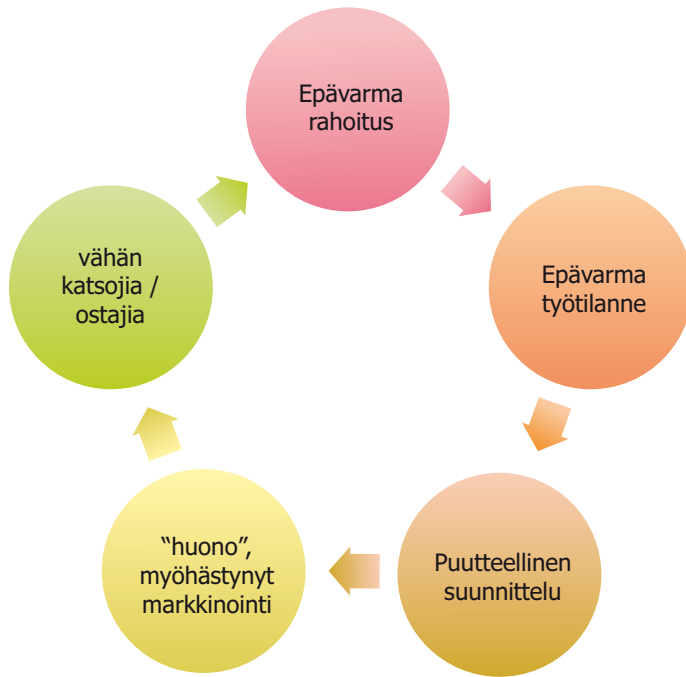 Epävarma
rahoitus
Epävarma
työtilanne
Puutteellinen
suunnittelu
“huono”,
myöhästynyt
markkinointi
vähän
katsojia /
ostajia